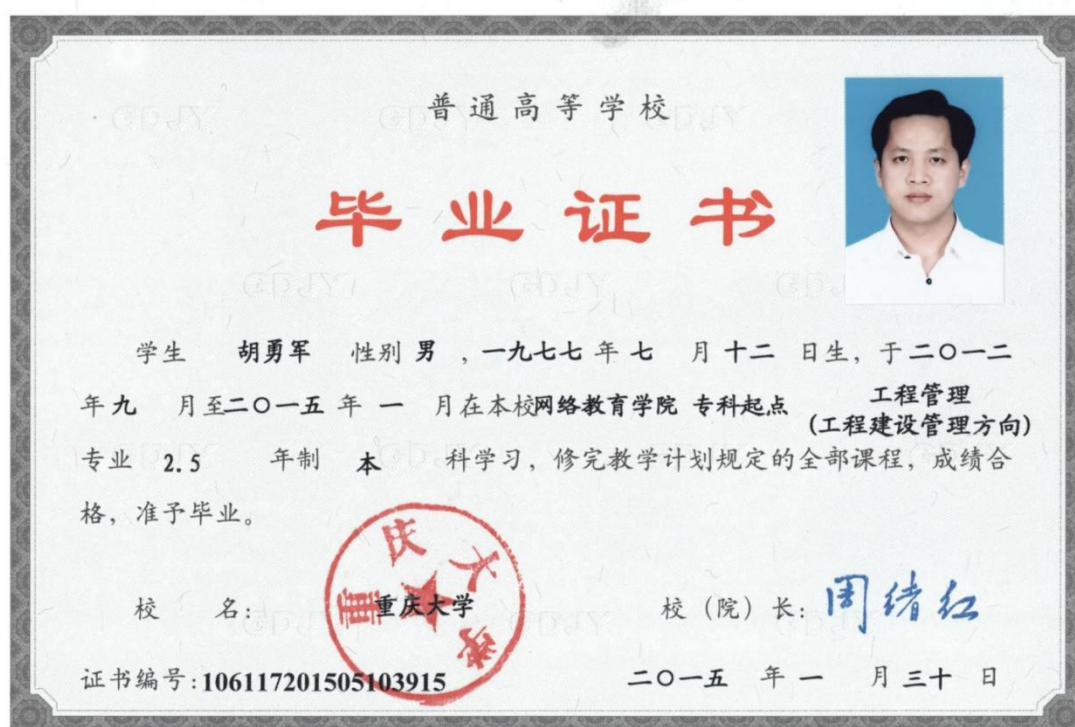 普通高等学校
毕业证书
学生 胡勇军 性别 男 ，一九七七 年 七 月 十二 日生，于 二〇一二
年 九 月至 二〇一五 年 一 月在本校 网络教育学院 专科起点 工程管理
(工程建设管理方向)
专业 2.5 年制 本 科学习，修完教学计划规定的全部课程，成绩合
格，准予毕业。
重庆大学
校 名: 重庆大学 校（院）长: 周绪红
证书编号:106117201505103915 二〇一五 年 一 月 三十 日